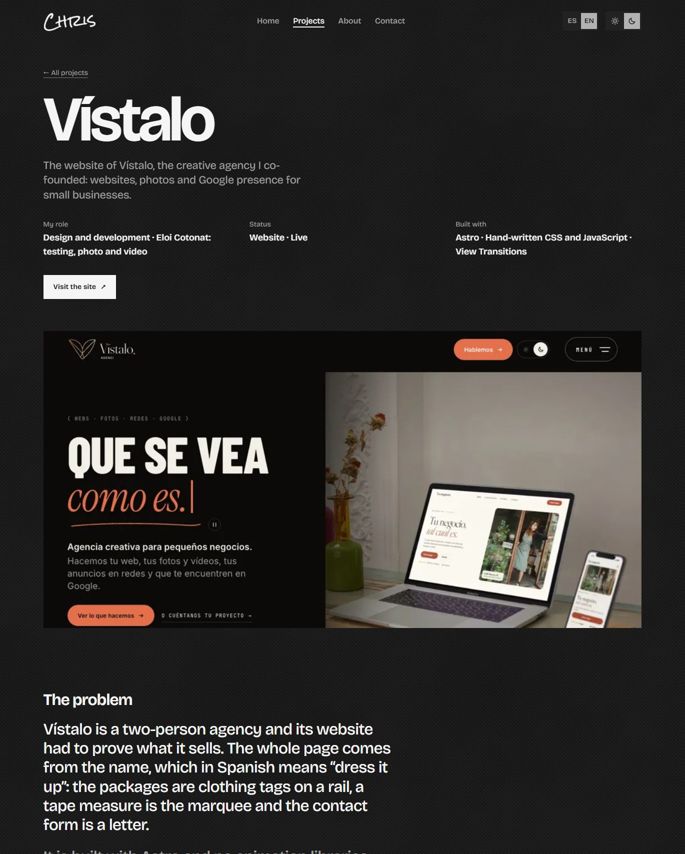 CHRIS
Home Projects About Contact
ES EN
← All projects
Vístalo
The website of Vístalo, the creative agency I co-
founded: websites, photos and Google presence for
small businesses.
My role
Design and development · Eloi Cotonat:
testing, photo and video
Status
Website · Live
Built with
Astro · Hand-written CSS and JavaScript ·
View Transitions
Visit the site ↗
Vístalo.
Hablemos →
MENÚ
( WEBS · FOTOS · REDES · GOOGLE )
QUE SE VEA
como es.
Agencia creativa para pequeños negocios.
Hacemos tu web, tus fotos y vídeos, tus
anuncios en redes y que te encuentren en
Google.
Ver lo que hacemos →
O CUÉNTANOS TU PROYECTO →
Tu negocio,
tal cual es.
The problem
Vístalo is a two-person agency and its website
had to prove what it sells. The whole page comes
from the name, which in Spanish means “dress it
up”: the packages are clothing tags on a rail, a
tape measure is the marquee and the contact
form is a letter.